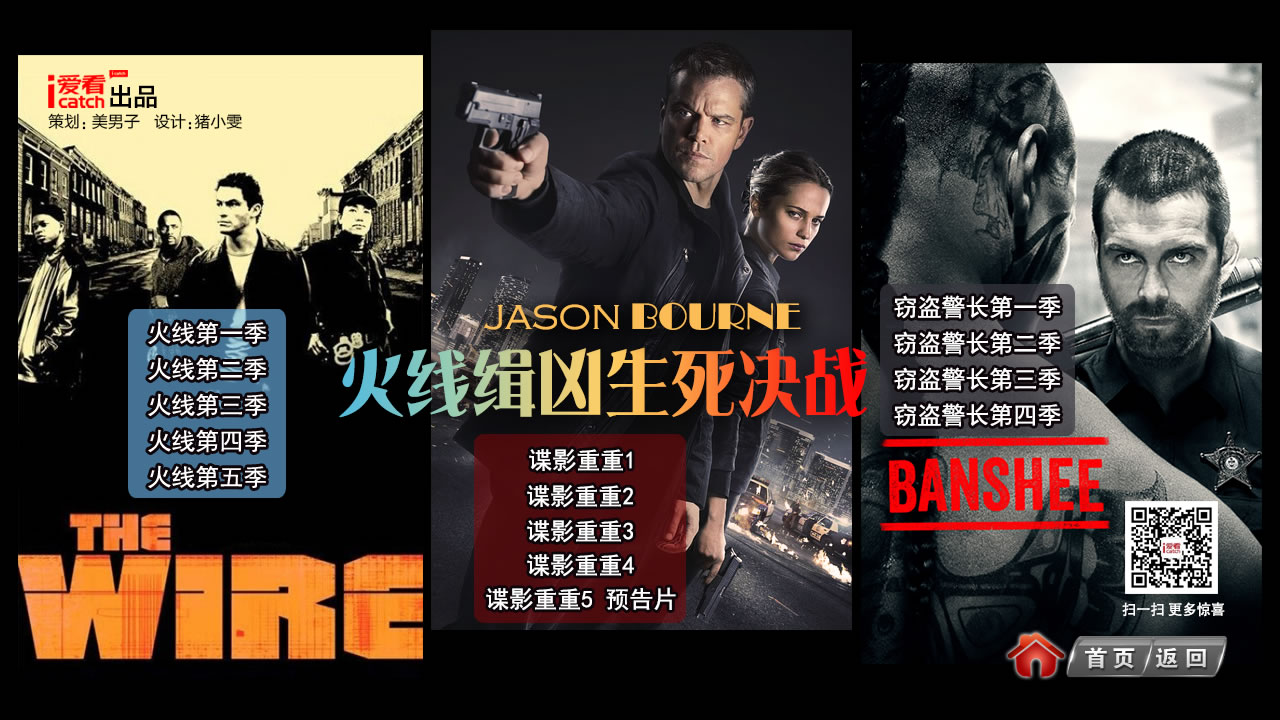 i爱看
catch 出品
策划: 美男子 设计:猪小雯
火线第一季
火线第二季
火线第三季
火线第四季
火线第五季
THE
WIRE
JASON BOURNE
火线缉凶生死决战
谍影重重1
谍影重重2
谍影重重3
谍影重重4
谍影重重5 预告片
窃盗警长第一季
窃盗警长第二季
窃盗警长第三季
窃盗警长第四季
BANSHEE
i爱看
catch
扫一扫 更多惊喜
首页 返回